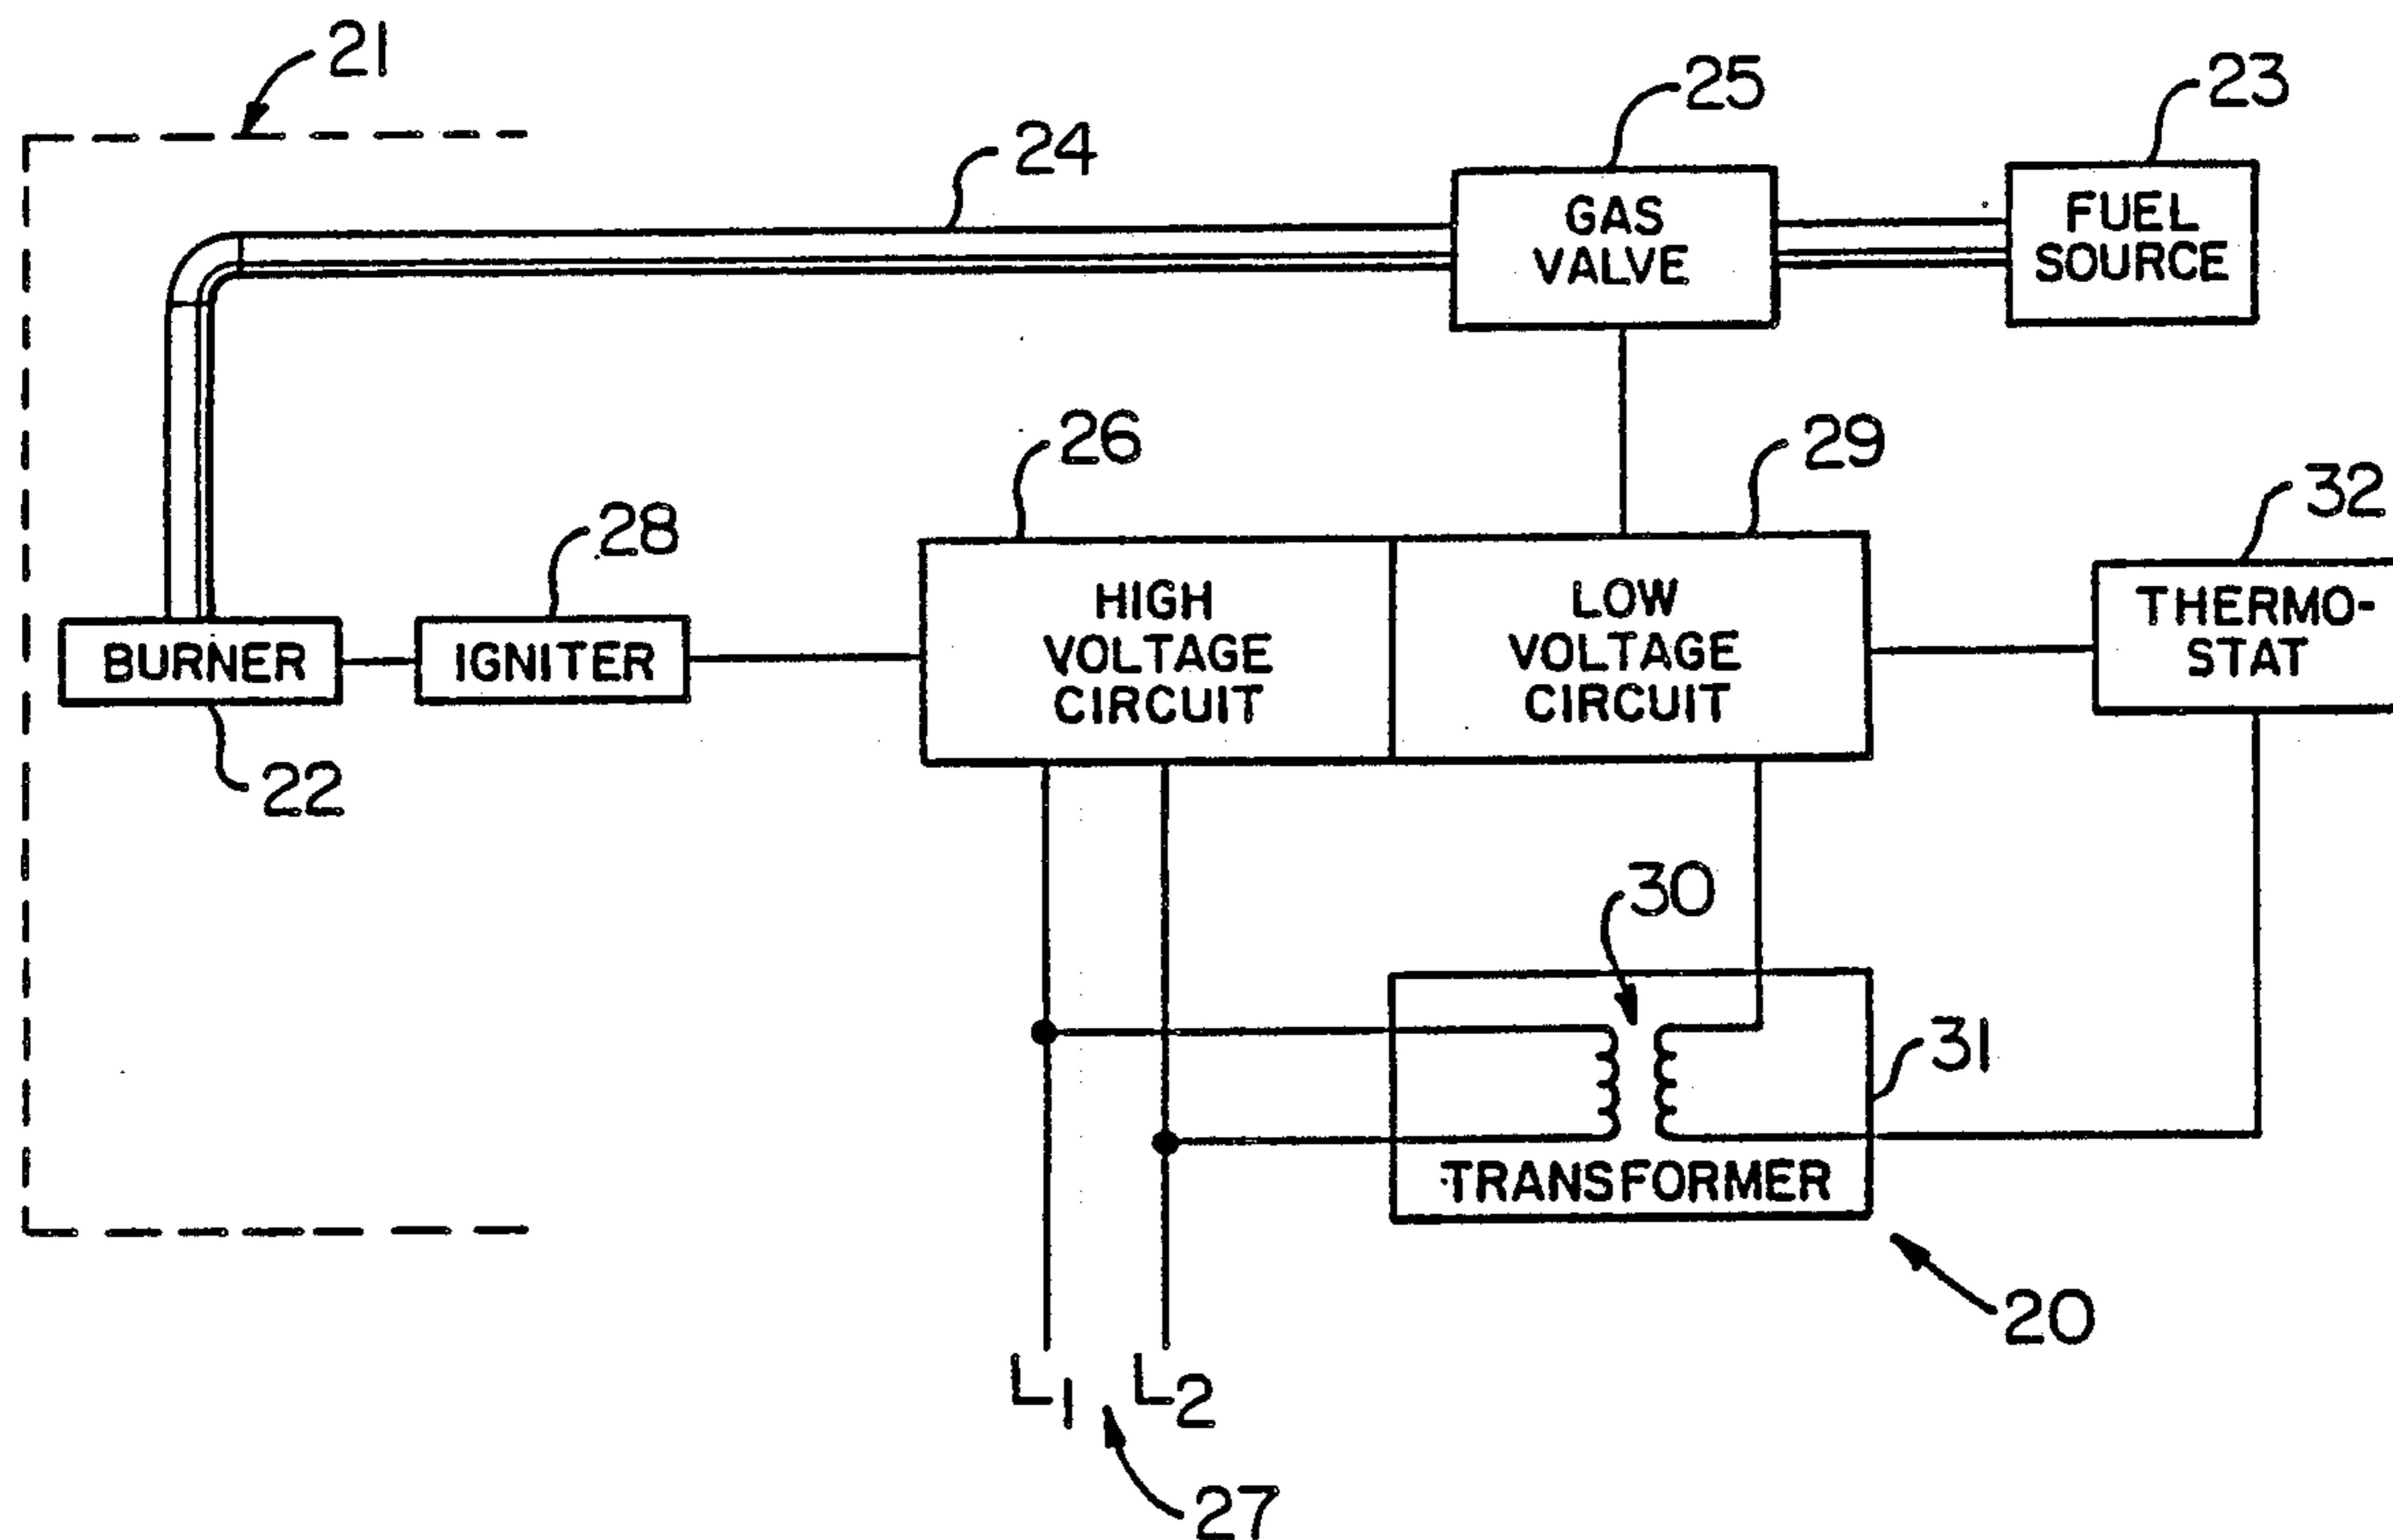 21
25
23
24
GAS
VALVE
FUEL
SOURCE
26
29
32
28
HIGH
VOLTAGE
CIRCUIT
LOW
VOLTAGE
CIRCUIT
THERMO-
STAT
BURNER
IGNITER
22
30
31
TRANSFORMER
20
L1
L2
27